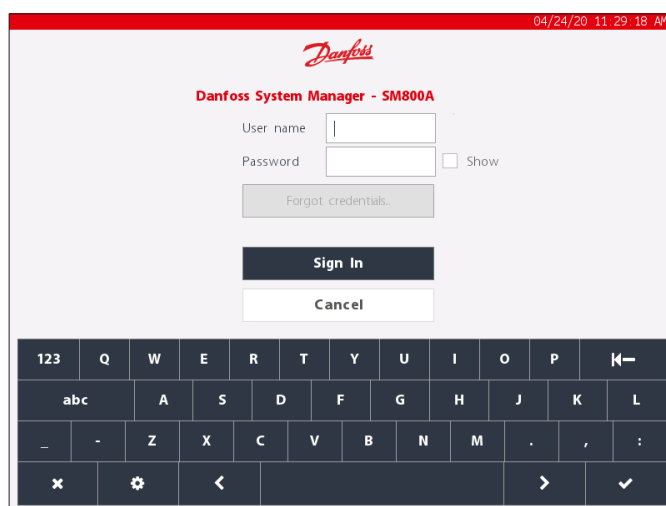 04/24/20 11:29:18 AM
Danfoss
Danfoss System Manager - SM800A
User name
Password
Show
Forgot credentials..
Sign In
Cancel
123 Q W E R T Y U I O P
abc A S D F G H J K L
_ - Z X C V B N M . , :